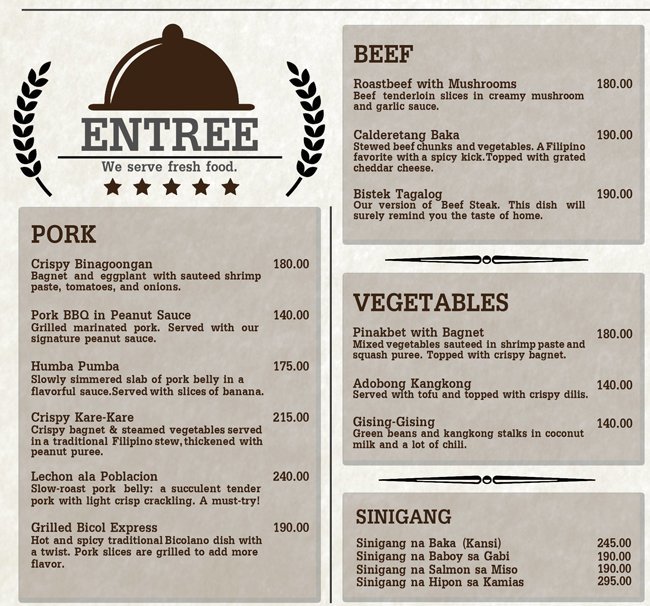 ENTREE
We serve fresh food.
PORK
Crispy Binagoongan 180.00
Bagnet and eggplant with sauteed shrimp
paste, tomatoes, and onions.
Pork BBQ in Peanut Sauce 140.00
Grilled marinated pork. Served with our
signature peanut sauce.
Humba Pumba 175.00
Slowly simmered slab of pork belly in a
flavorful sauce.Served with slices of banana.
Crispy Kare-Kare 215.00
Crispy bagnet & steamed vegetables served
in a traditional Filipino stew, thickened with
peanut puree.
Lechon ala Poblacion 240.00
Slow-roast pork belly: a succulent tender
pork with light crisp crackling. A must-try!
Grilled Bicol Express 190.00
Hot and spicy traditional Bicolano dish with
a twist. Pork slices are grilled to add more
flavor.
BEEF
Roastbeef with Mushrooms 180.00
Beef tenderloin slices in creamy mushroom
and garlic sauce.
Calderetang Baka 190.00
Stewed beef chunks and vegetables. A Filipino
favorite with a spicy kick.Topped with grated
cheddar cheese.
Bistek Tagalog 190.00
Our version of Beef Steak. This dish will
surely remind you the taste of home.
VEGETABLES
Pinakbet with Bagnet 180.00
Mixed vegetables sauteed in shrimp paste and
squash puree. Topped with crispy bagnet.
Adobong Kangkong 140.00
Served with tofu and topped with crispy dilis.
Gising-Gising 140.00
Green beans and kangkong stalks in coconut
milk and a lot of chili.
SINIGANG
Sinigang na Baka (Kansi) 245.00
Sinigang na Baboy sa Gabi 190.00
Sinigang na Salmon sa Miso 190.00
Sinigang na Hipon sa Kamias 295.00